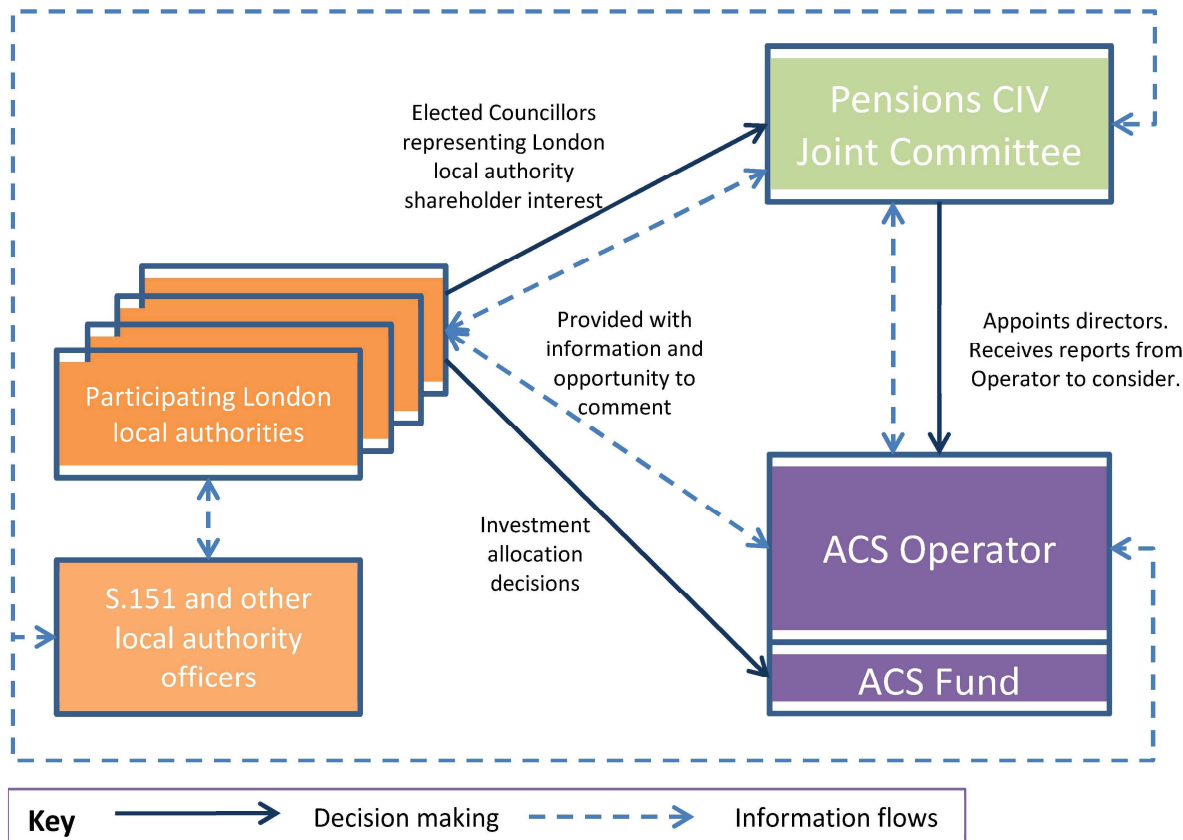 Pensions CIV
Joint Committee
Elected Councillors
representing London
local authority
shareholder interest
Provided with
information and
opportunity to
comment
Appoints directors.
Receives reports from
Operator to consider.
Participating London
local authorities
Investment
allocation
decisions
ACS Operator
S.151 and other
local authority
officers
ACS Fund
Key
Decision making
Information flows